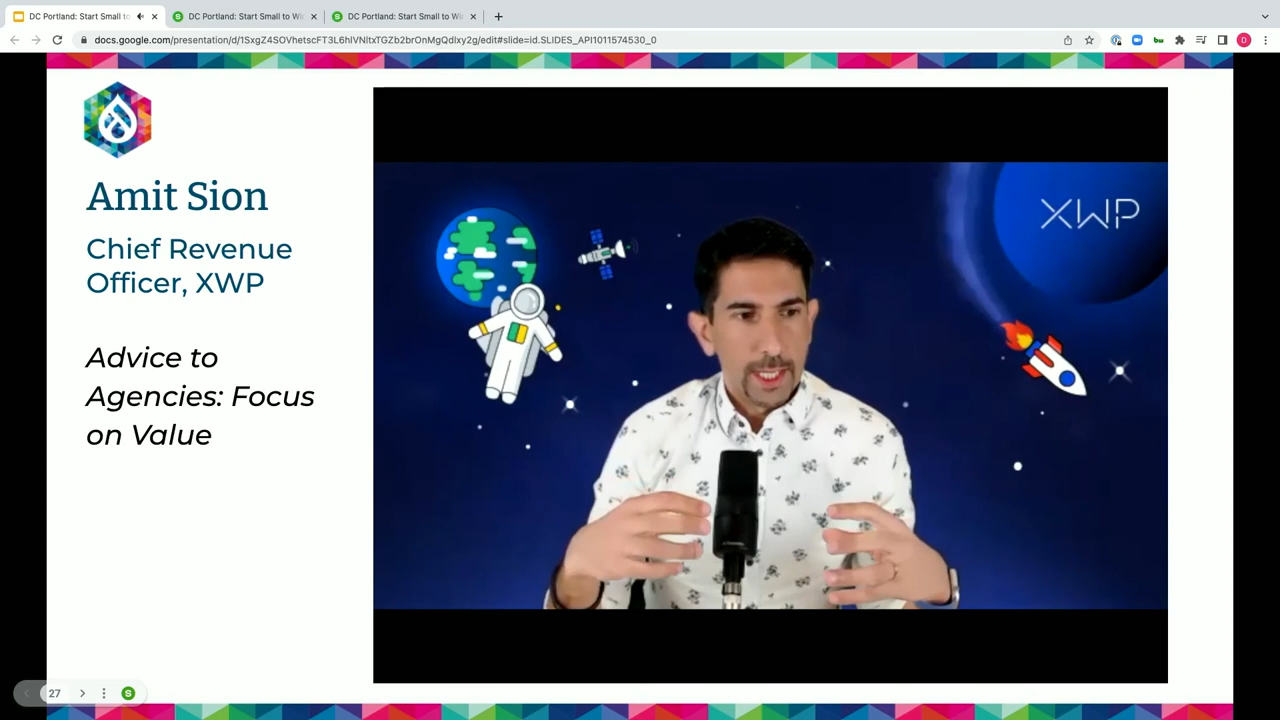 DC Portland: Start Small to
DC Portland: Start Small to Wi
DC Portland: Start Small to Wi
docs.google.com/presentation/d/1SxgZ4SOVhetscFT3L6hIVNltxTGZb2brOnMgQdlxy2g/edit#slide=id.SLIDES_API1011574530_0
D
Amit Sion
Chief Revenue
Officer, XWP
Advice to
Agencies: Focus
on Value
XWP
27
S